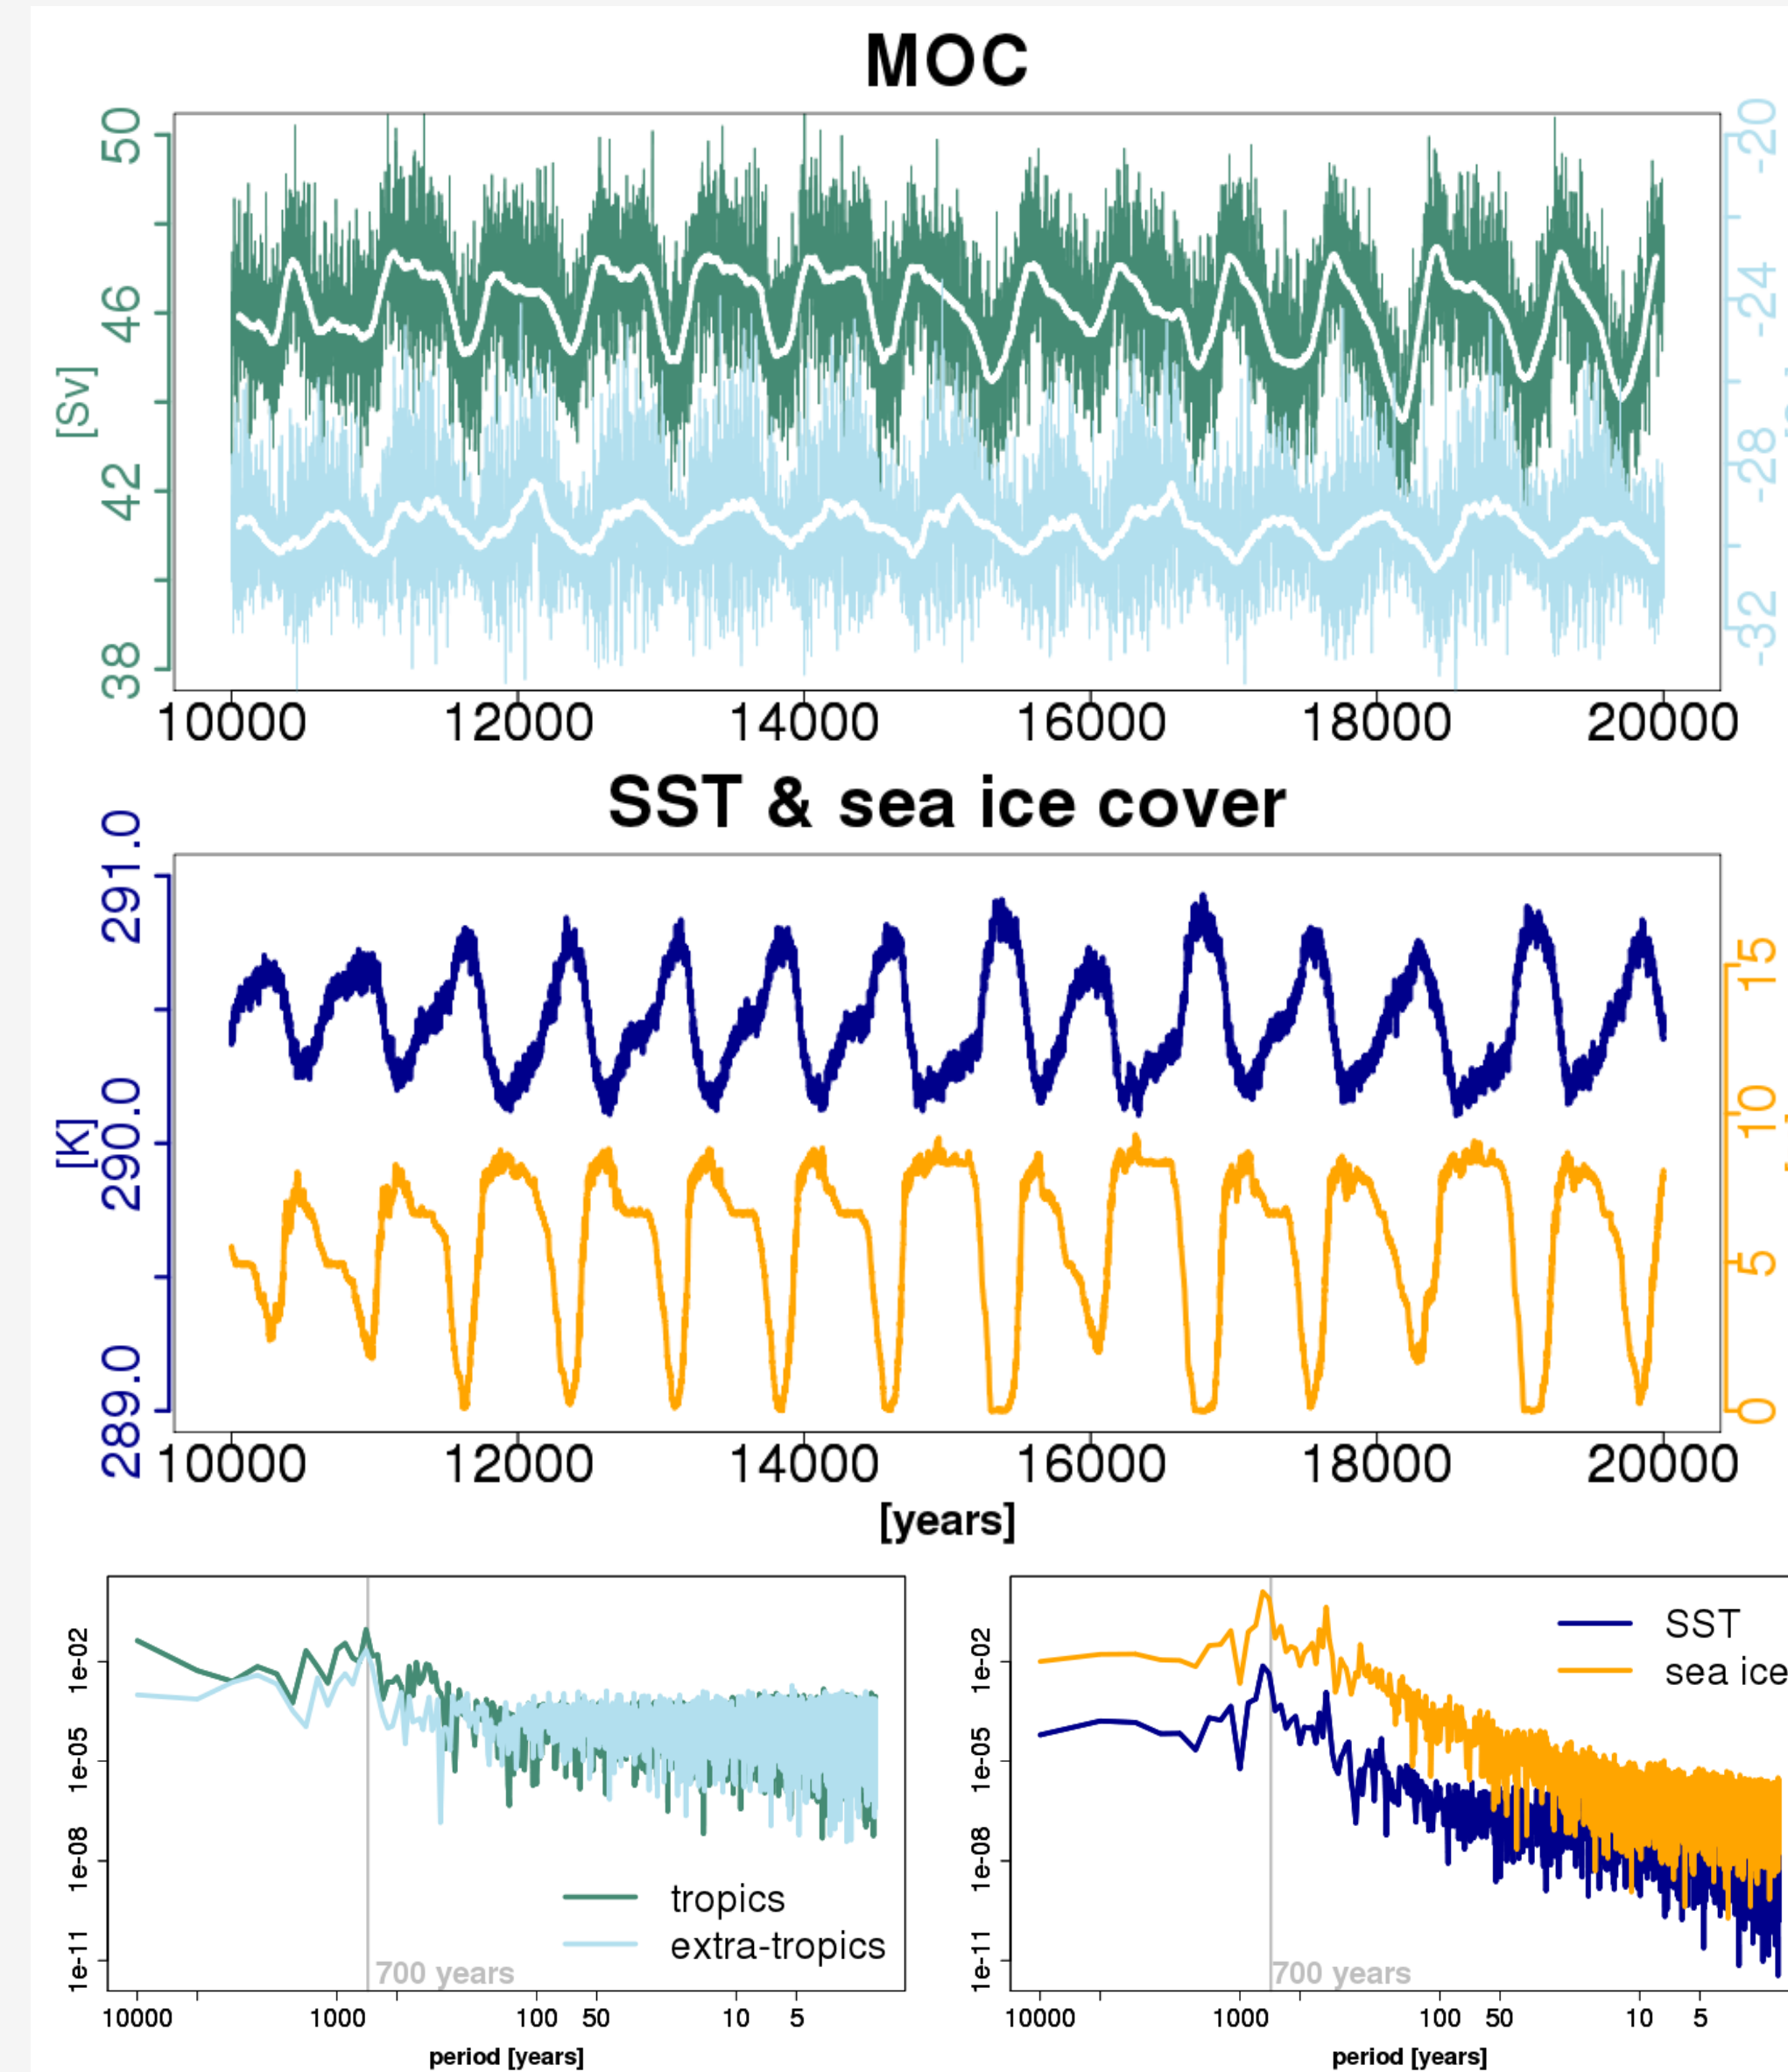 MOC
50
46
42
38
[Sv]
-20
-24
-28
-32
10000 12000 14000 16000 18000 20000
SST & sea ice cover
291.0
290.0
289.0
[K]
15
10
5
0
10000 12000 14000 16000 18000 20000
[years]
1e-02
1e-05
1e-08
1e-11
tropics
extra-tropics
700 years
10000 1000 100 50 10 5
period [years]
1e-02
1e-05
1e-08
1e-11
SST
sea ice
700 years
10000 1000 100 50 10 5
period [years]